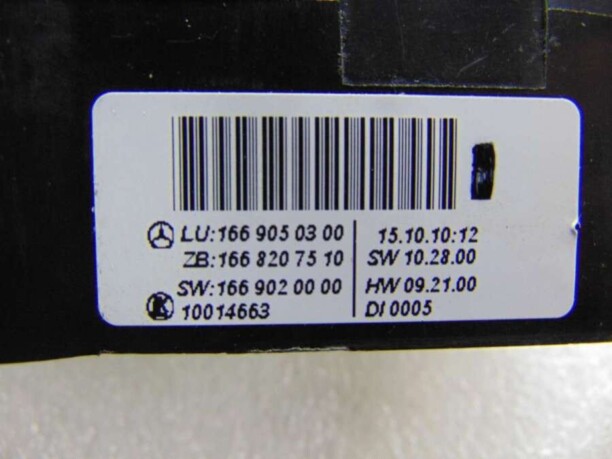 LU:166 905 03 00
ZB:166 820 75 10
SW:166 902 00 00
10014663
15.10.10:12
SW 10.28.00
HW 09.21.00
DI 0005